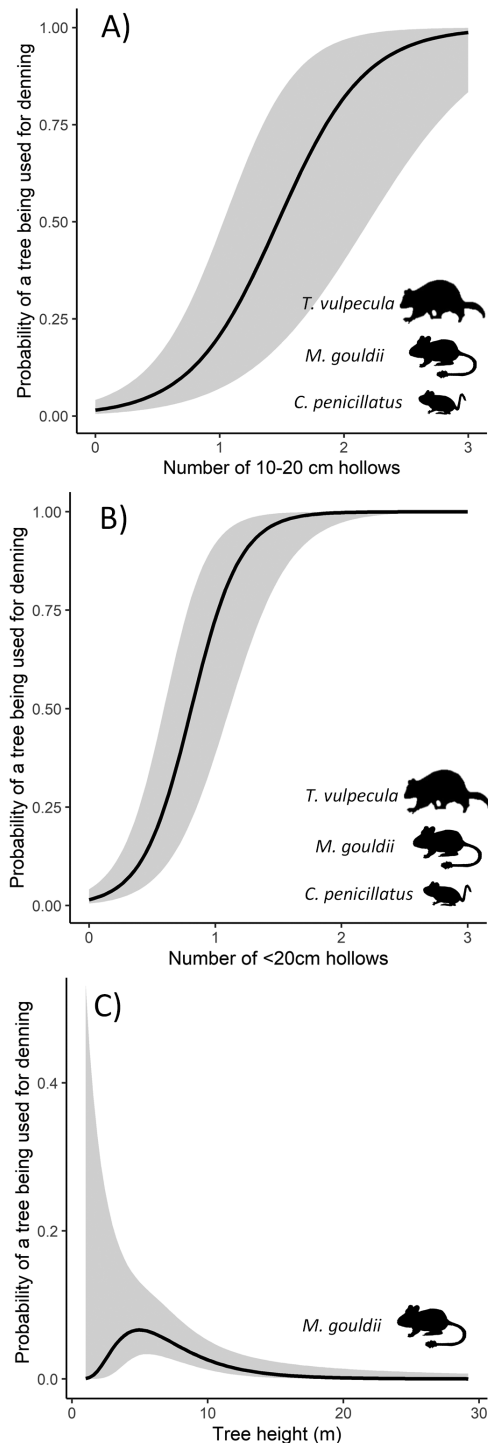 A)
Probability of a tree being used for denning
1.00
0.75
0.50
0.25
0.00
T. vulpecula
M. gouldii
C. penicillatus
0 1 2 3
Number of 10-20 cm hollows
B)
Probability of a tree being used for denning
1.00
0.75
0.50
0.25
0.00
T. vulpecula
M. gouldii
C. penicillatus
0 1 2 3
Number of <20cm hollows
C)
Probability of a tree being used for denning
0.4
0.2
0.0
M. gouldii
0 10 20 30
Tree height (m)